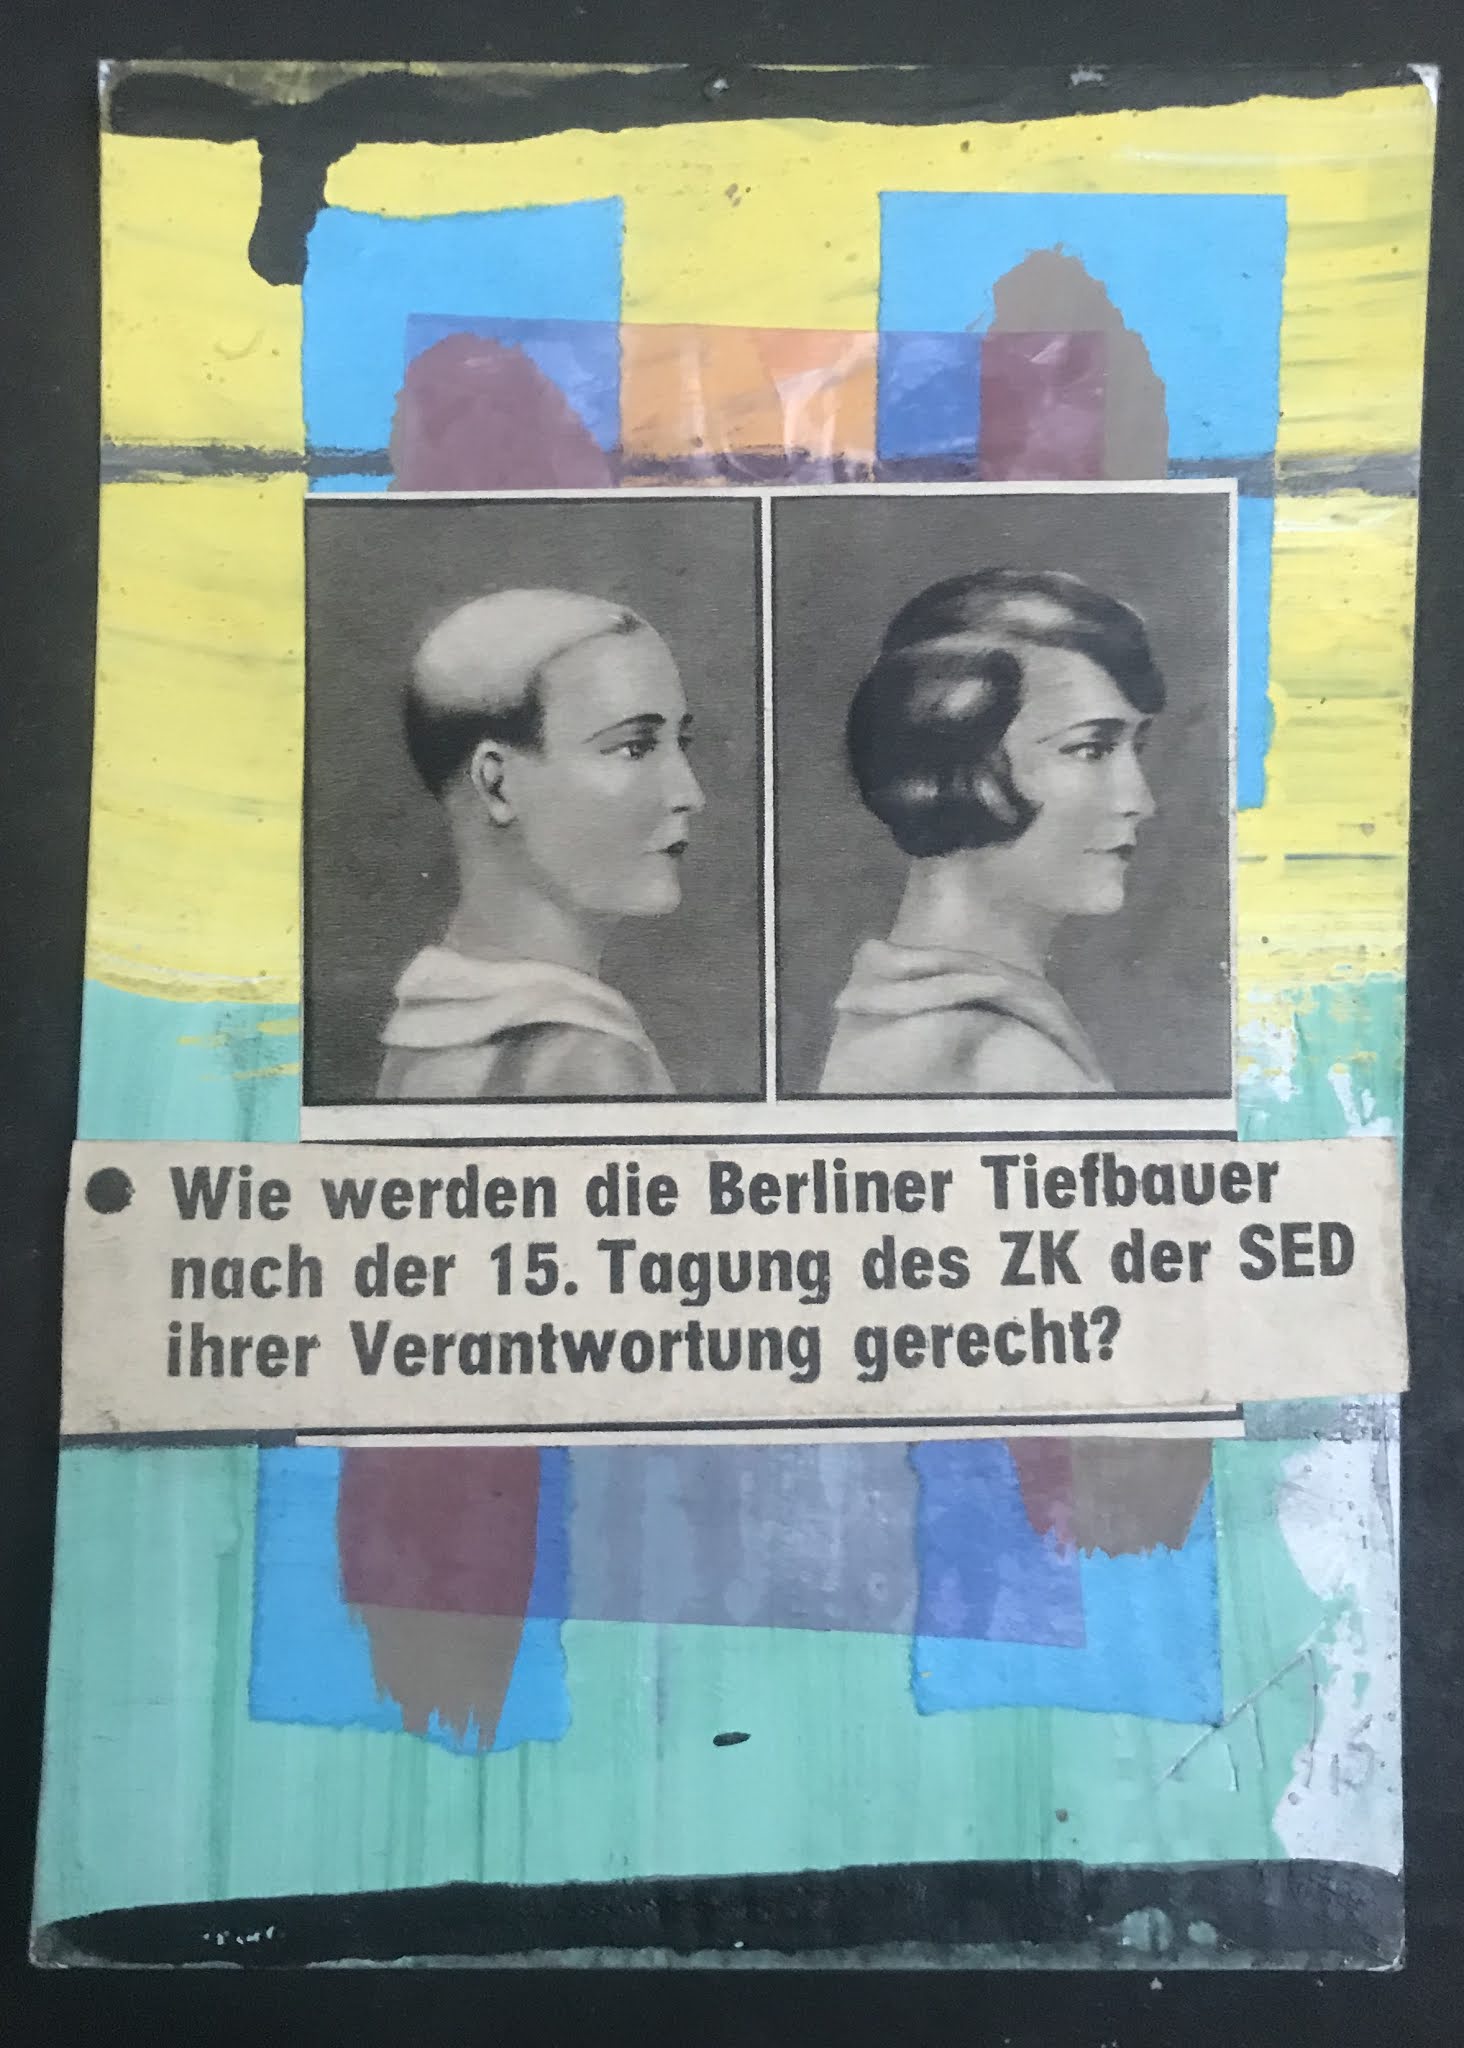 ● Wie werden die Berliner Tiefbauer
nach der 15. Tagung des ZK der SED
ihrer Verantwortung gerecht?